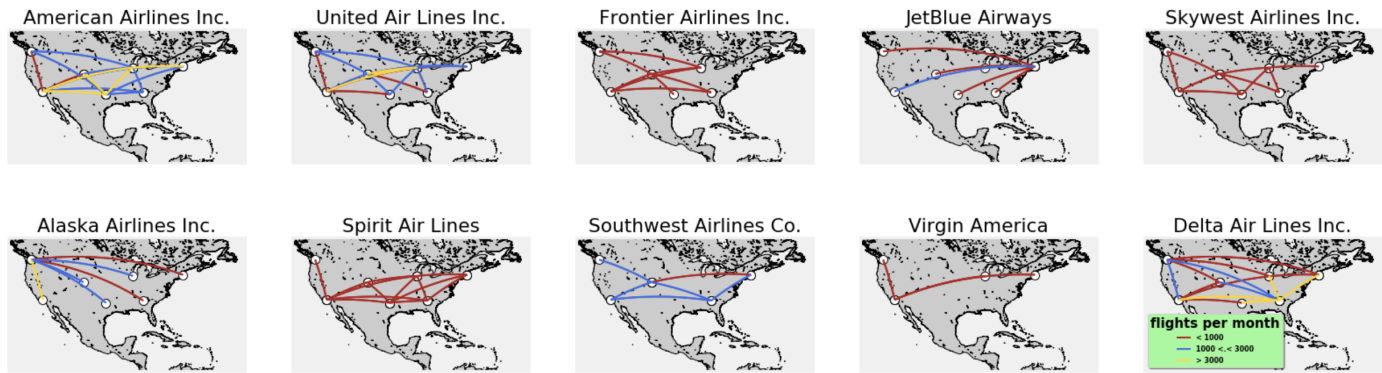 American Airlines Inc.
United Air Lines Inc.
Frontier Airlines Inc.
JetBlue Airways
Skywest Airlines Inc.
Alaska Airlines Inc.
Spirit Air Lines
Southwest Airlines Co.
Virgin America
Delta Air Lines Inc.
flights per month
< 1000
1000 <.< 3000
> 3000